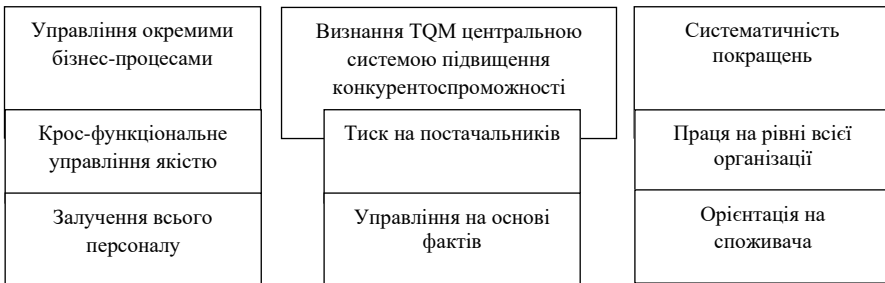 Управління окремими
бізнес-процесами
Визнання TQM центральною
системою підвищення
конкурентоспроможності
Систематичність
покращень
Крос-функціональне
управління якістю
Тиск на постачальників
Праця на рівні всієї
організації
Залучення всього
персоналу
Управління на основі
фактів
Орієнтація на
споживача